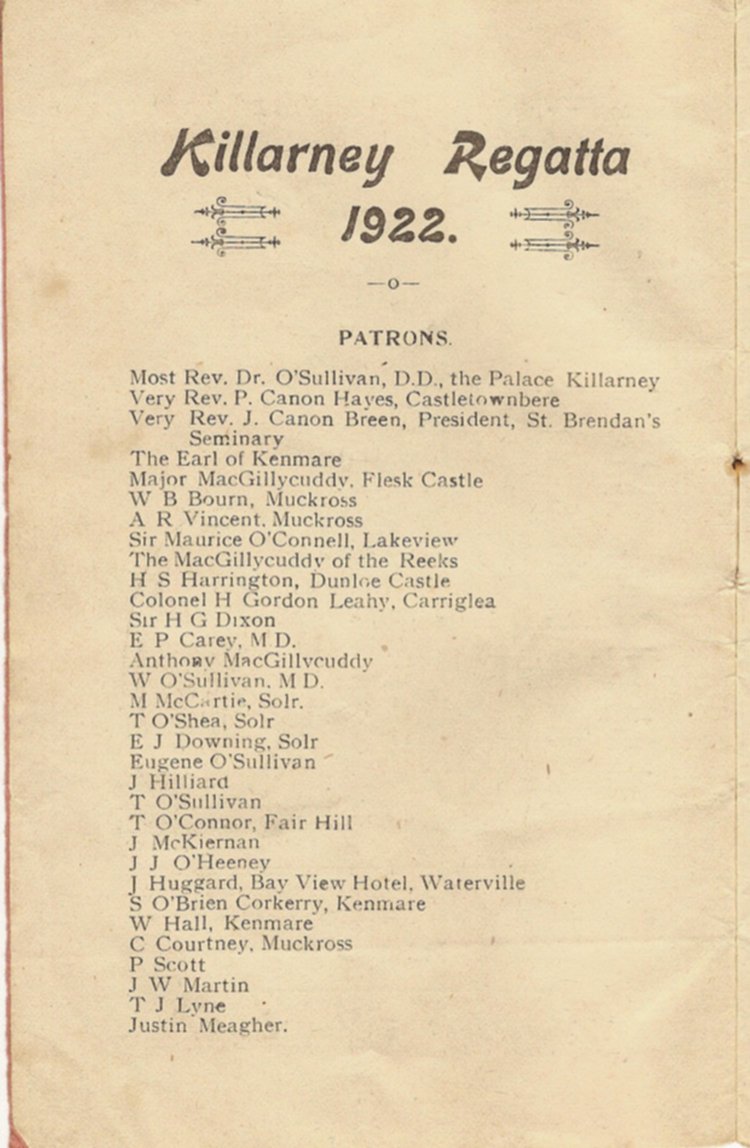 Killarney Regatta
1922.
—o—
PATRONS.
Most Rev. Dr. O'Sullivan, D.D., the Palace Killarney
Very Rev. P. Canon Hayes, Castletownbere
Very Rev. J. Canon Breen, President, St. Brendan's
Seminary
The Earl of Kenmare
Major MacGillycuddy, Flesk Castle
W B Bourn, Muckross
A R Vincent, Muckross
Sir Maurice O'Connell, Lakeview
The MacGillycuddy of the Reeks
H S Harrington, Dunloe Castle
Colonel H Gordon Leahy, Carriglea
Sir H G Dixon
E P Carey, M D.
Anthony MacGillycuddy
W O'Sullivan, M D.
M McCartie, Solr.
T O'Shea, Solr
E J Downing, Solr
Eugene O'Sullivan
J Hilliard
T O'Sullivan
T O'Connor, Fair Hill
J McKiernan
J J O'Heeney
J Huggard, Bay View Hotel, Waterville
S O'Brien Corkerry, Kenmare
W Hall, Kenmare
C Courtney, Muckross
P Scott
J W Martin
T J Lyne
Justin Meagher.